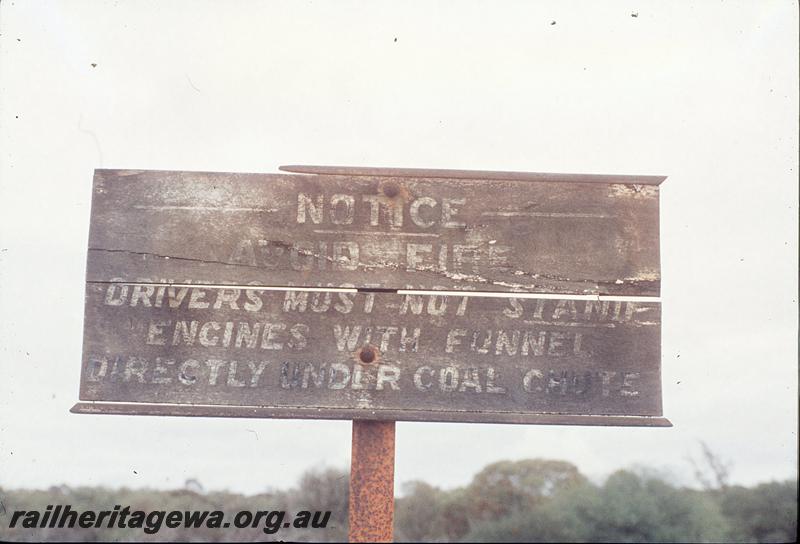 NOTICE
AVOID FIRE
DRIVERS MUST NOT STAND
ENGINES WITH FUNNEL
DIRECTLY UNDER COAL CHUTE
railheritagewa.org.au